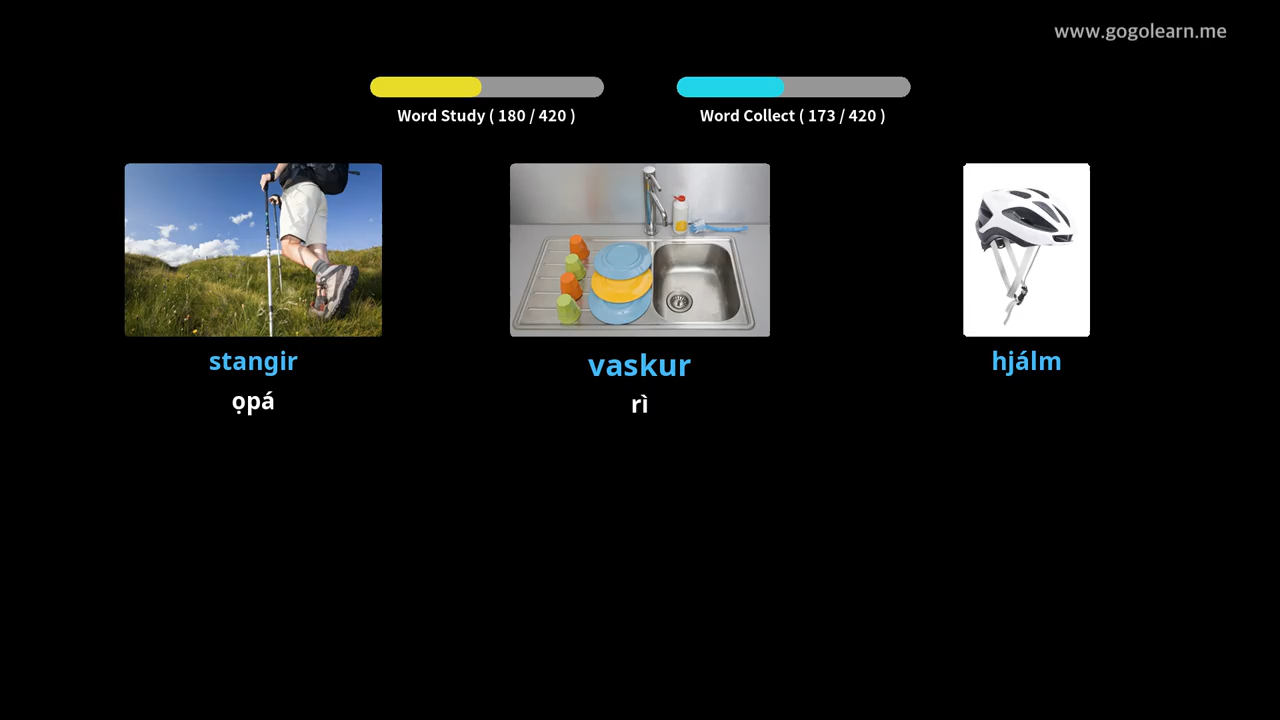 www.gogolearn.me
Word Study ( 180 / 420 )
Word Collect ( 173 / 420 )
stangir
vaskur
hjálm
ọpá
rì